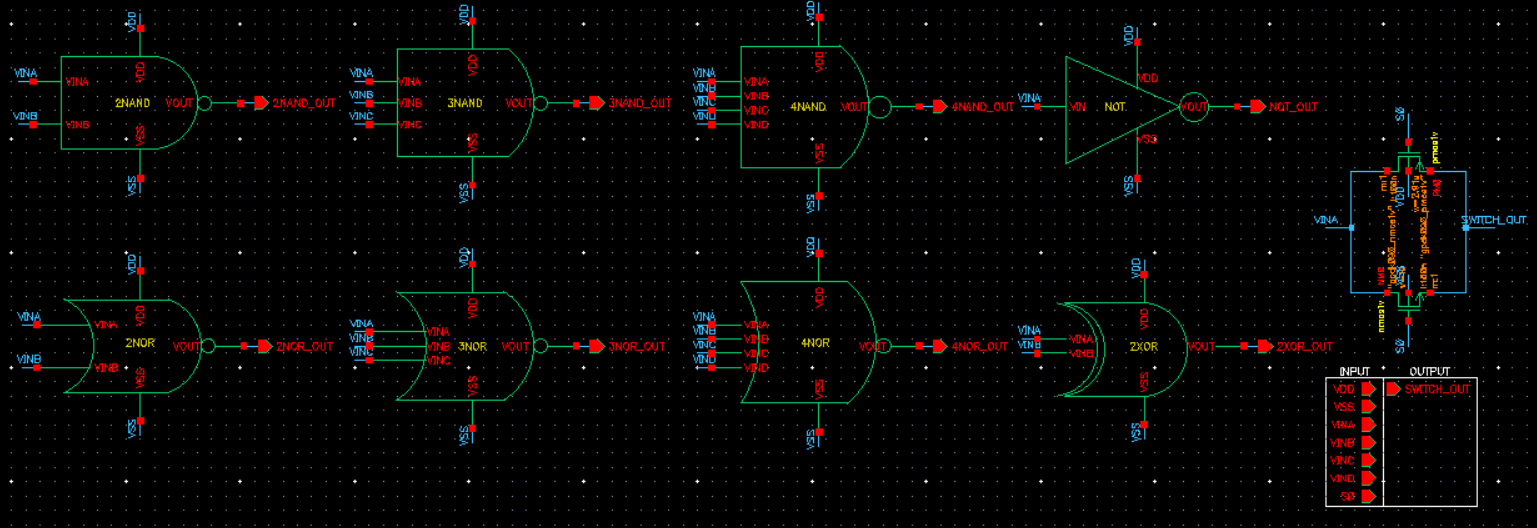 VDD
VINA
VDD
VINA
2NAND
VOUT
2NAND_OUT
VINB
VINB
VSS
VSS
VDD
VINA
VINB
VINC
VDD
VINA
VINB
VINC
3NAND
VOUT
3NAND_OUT
VSS
VSS
VDD
VINA
VINB
VINC
VIND
VDD
VINA
VINB
VINC
VIND
4NAND
VOUT
4NAND_OUT
VSS
VSS
VDD
VINA
VDD
VIN
NOT
VOUT
NOT_OUT
VSS
VSS
VDD
VINA
VINB
VDD
VINA
VINB
2NOR
VOUT
2NOR_OUT
VSS
VSS
VDD
VINA
VINB
VINC
VDD
VINA
VINB
VINC
3NOR
VOUT
3NOR_OUT
VSS
VSS
VDD
VINA
VINB
VINC
VIND
VDD
VINA
VINB
VINC
VIND
4NOR
VOUT
4NOR_OUT
VSS
VSS
VDD
VINA
VINB
VDD
VINA
VINB
2XOR
VOUT
2XOR_OUT
VSS
VSS
VDD
VINA
SWITCH_OUT
INPUT
OUTPUT
VDD
SWITCH_OUT
VSS
VINA
VINB
VINC
VIND
S0